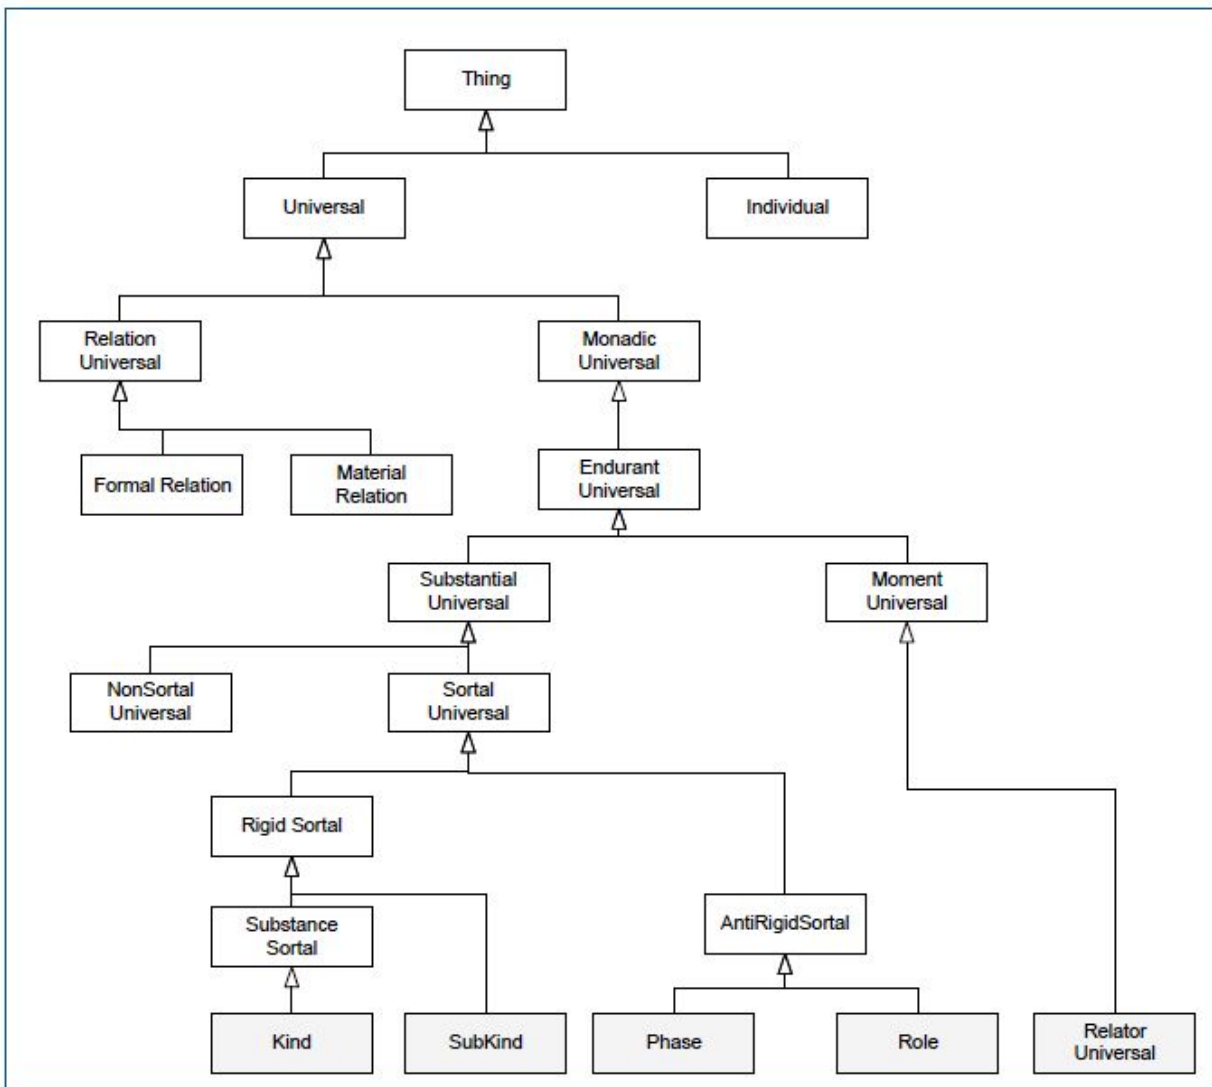 Thing
Universal
Individual
Relation
Universal
Monadic
Universal
Formal Relation
Material
Relation
Endurant
Universal
Substantial
Universal
Moment
Universal
NonSortal
Universal
Sortal
Universal
Rigid Sortal
Substance
Sortal
AntiRigidSortal
Kind
SubKind
Phase
Role
Relator
Universal